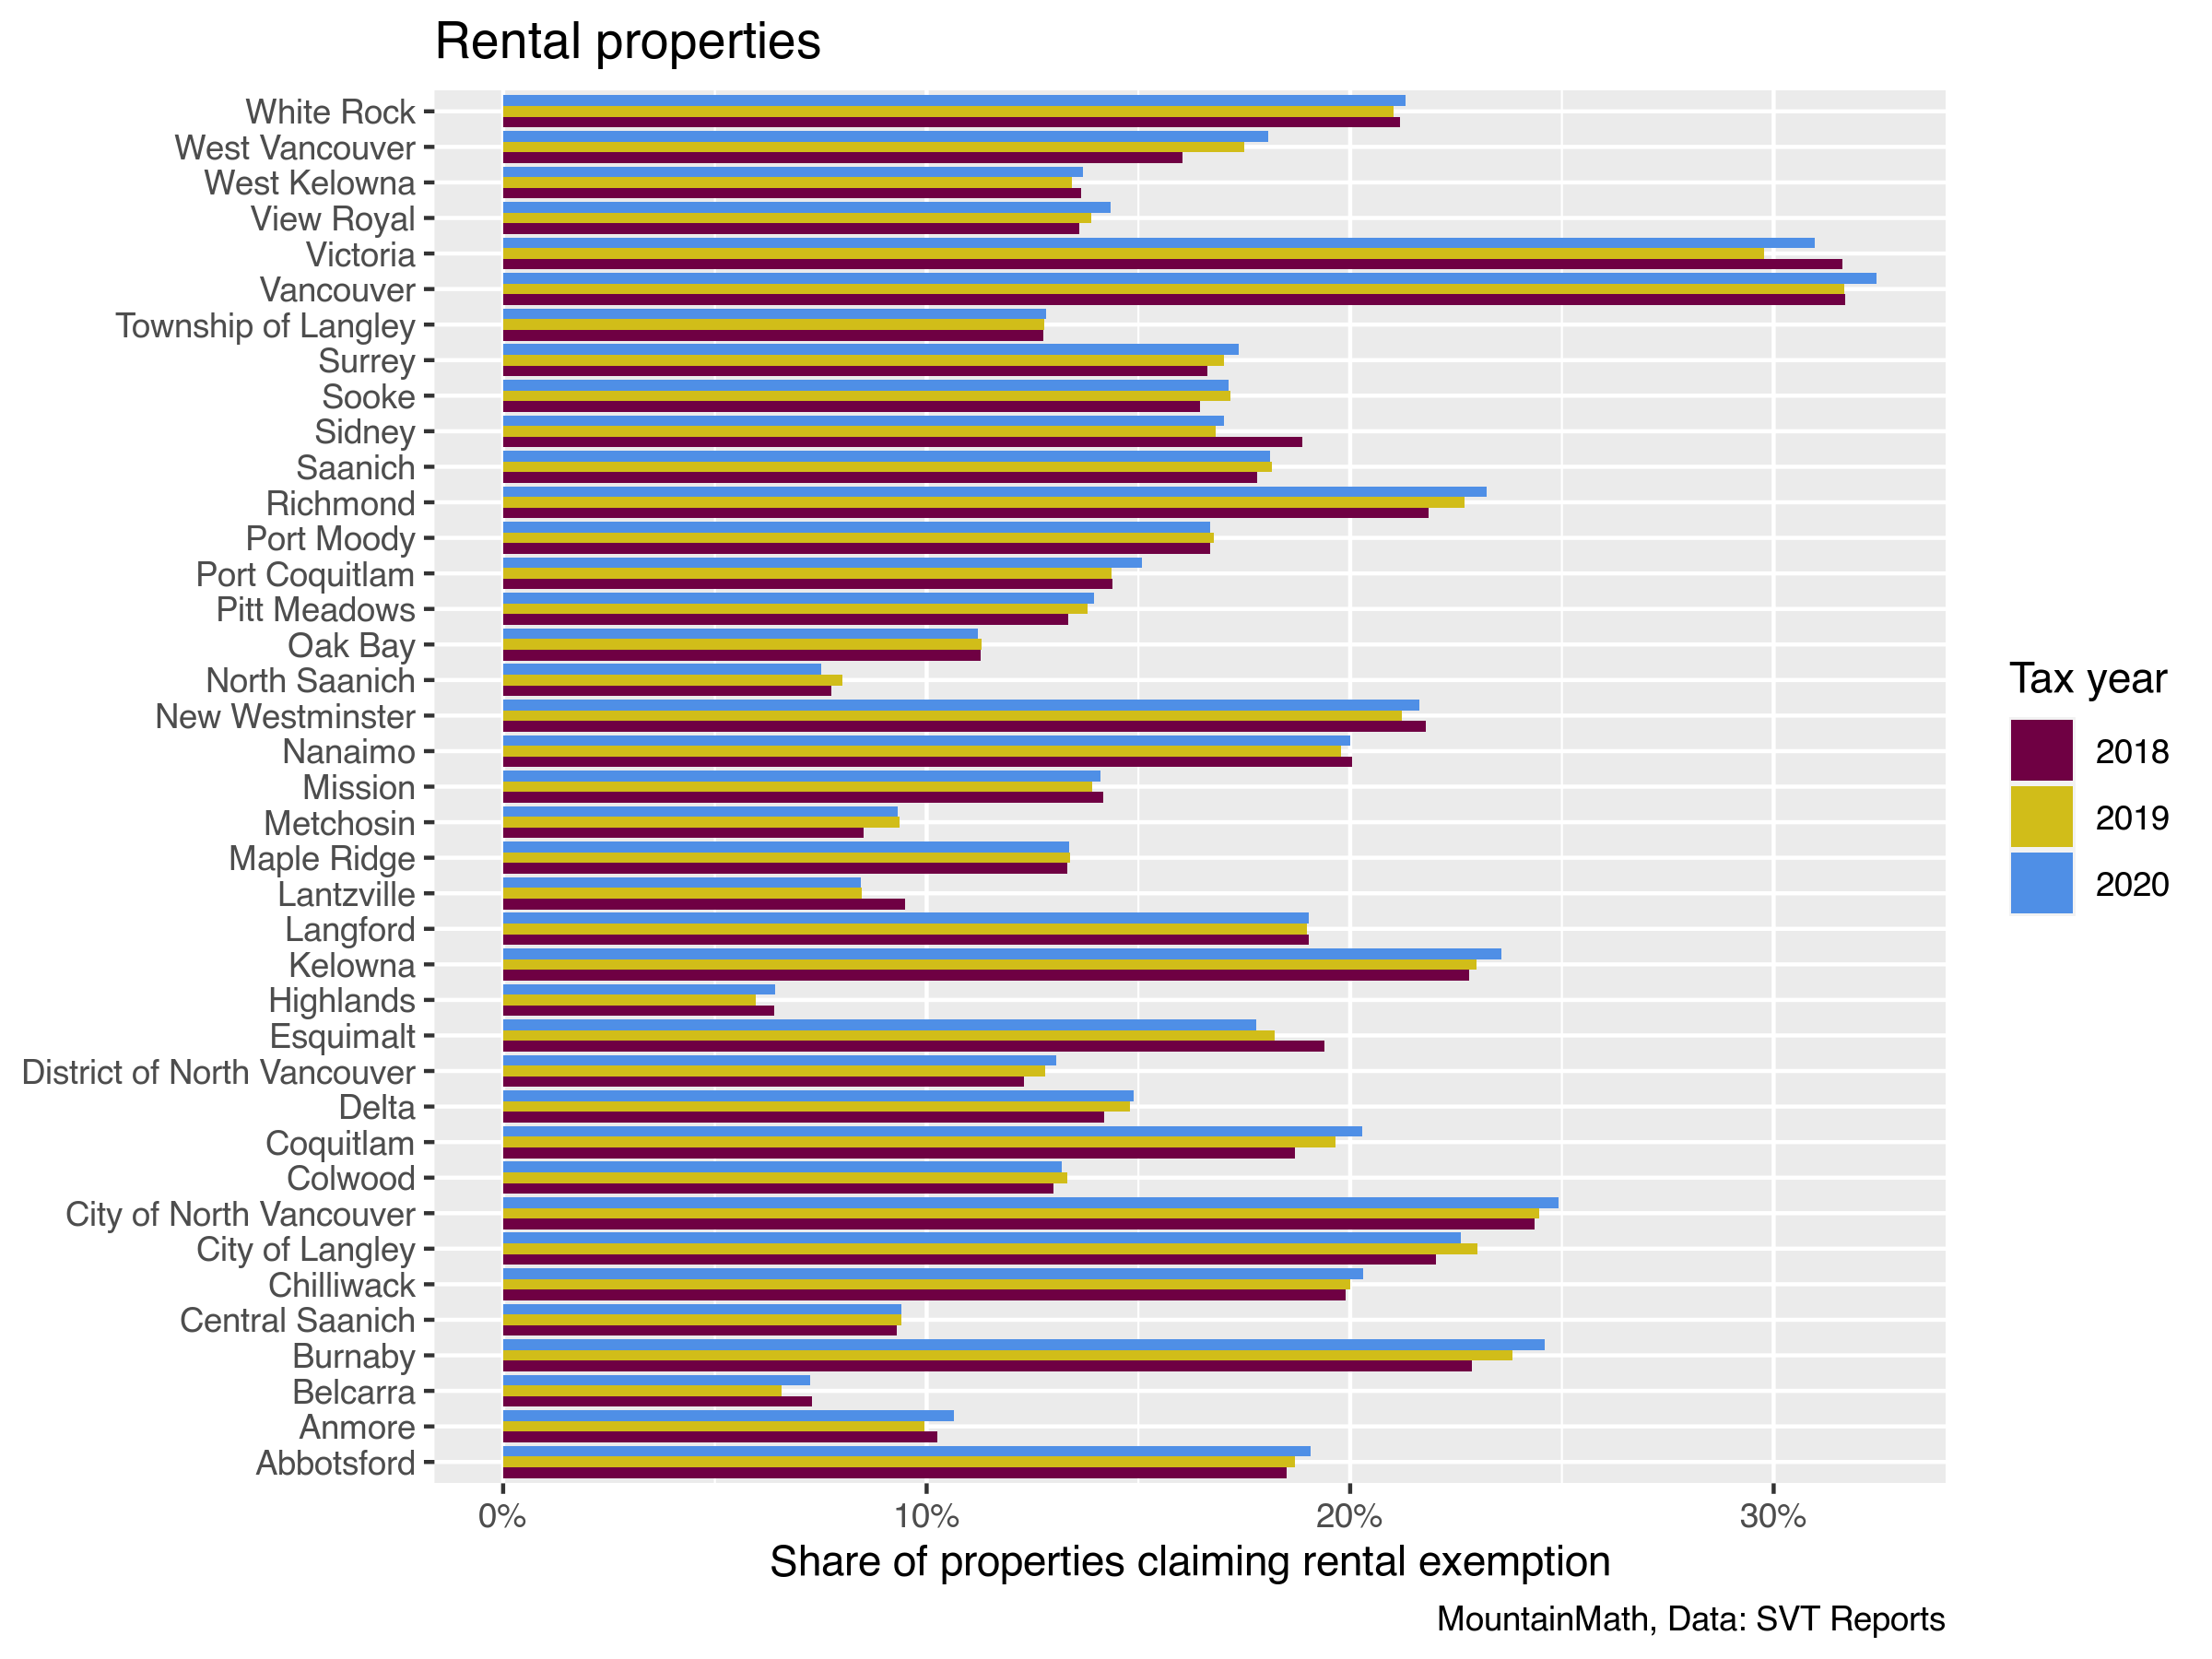 Rental properties
White Rock
West Vancouver
West Kelowna
View Royal
Victoria
Vancouver
Township of Langley
Surrey
Sooke
Sidney
Saanich
Richmond
Port Moody
Port Coquitlam
Pitt Meadows
Oak Bay
North Saanich
New Westminster
Nanaimo
Mission
Metchosin
Maple Ridge
Lantzville
Langford
Kelowna
Highlands
Esquimalt
District of North Vancouver
Delta
Coquitlam
Colwood
City of North Vancouver
City of Langley
Chilliwack
Central Saanich
Burnaby
Belcarra
Anmore
Abbotsford
0% 10% 20% 30%
Share of properties claiming rental exemption
Tax year
2018
2019
2020
MountainMath, Data: SVT Reports